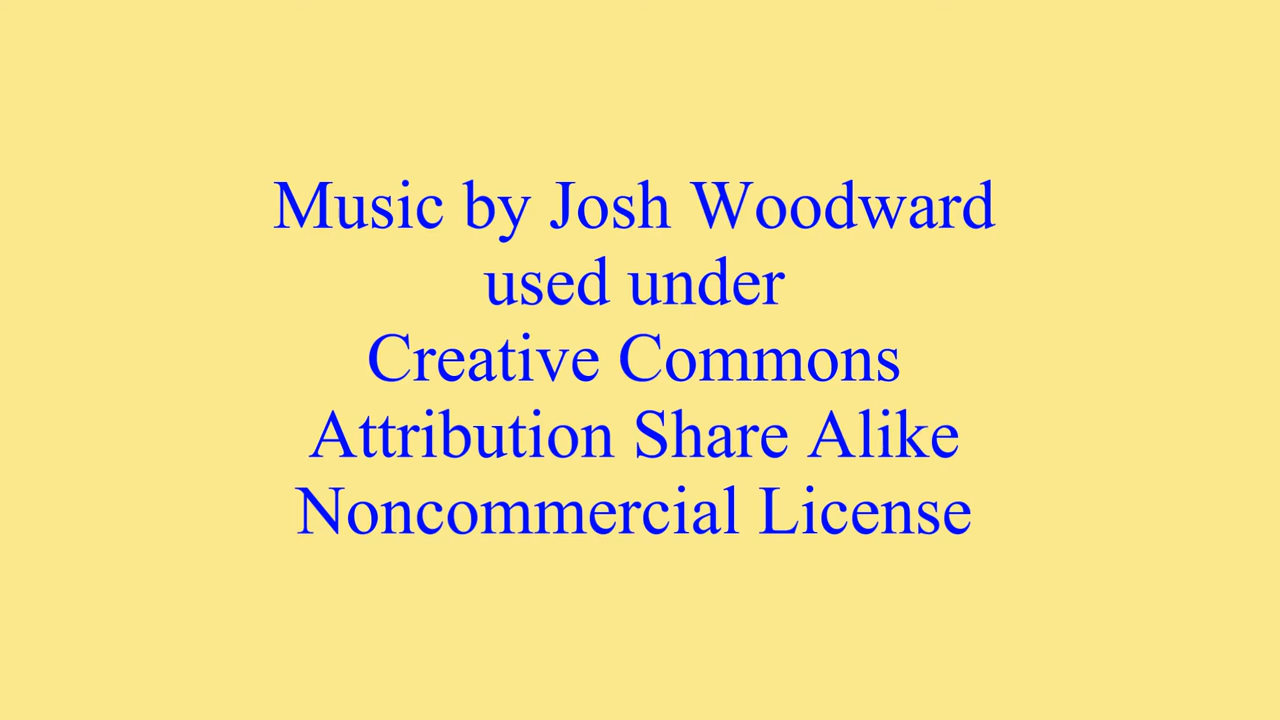 Music by Josh Woodward
used under
Creative Commons
Attribution Share Alike
Noncommercial License